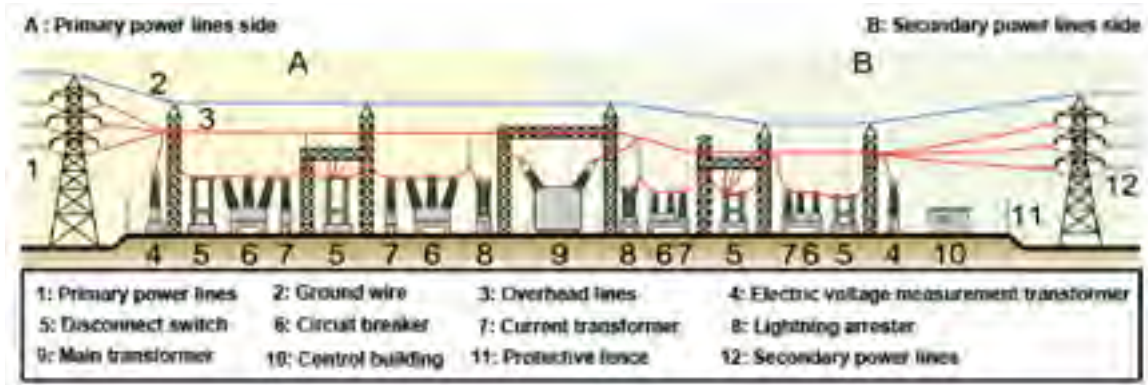 A : Primary power lines side B: Secondary power lines side
A B
2
3
1 12
11
4 5 6 7 5 7 6 8 9 8 6 7 5 7 6 5 4 10
1: Primary power lines 2: Ground wire 3: Overhead lines 4: Electric voltage measurement transformer
5: Disconnect switch 6: Circuit breaker 7: Current transformer 8: Lightning arrester
9: Main transformer 10: Control building 11: Protective fence 12: Secondary power lines